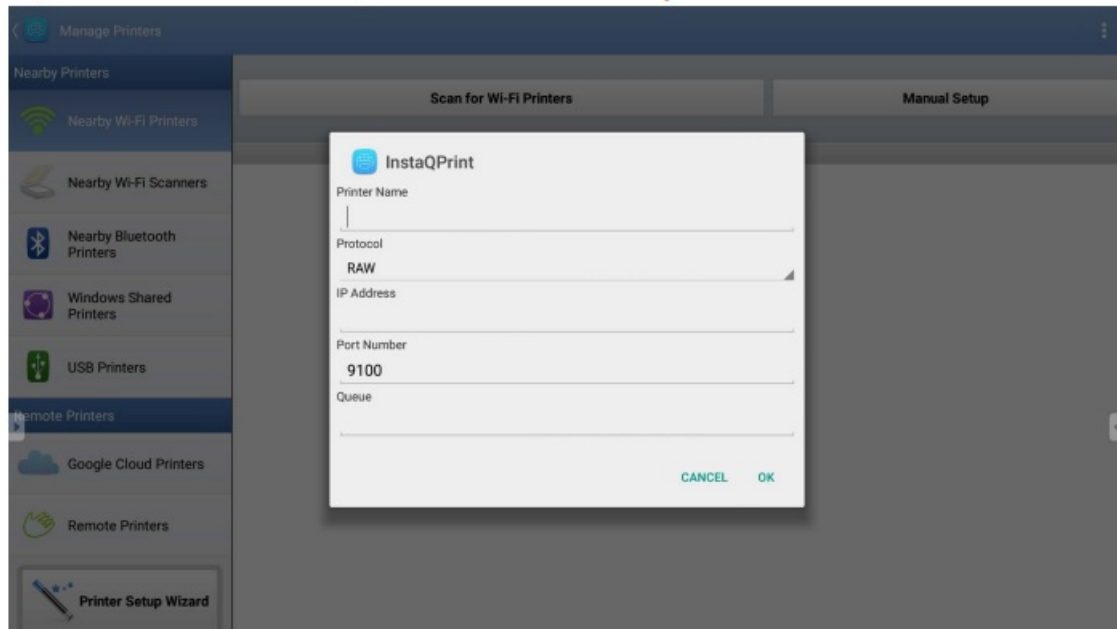 Manage Printers
Nearby Printers
Scan for Wi-Fi Printers
Manual Setup
Nearby Wi-Fi Printers
Nearby Wi-Fi Scanners
Nearby Bluetooth
Printers
Windows Shared
Printers
USB Printers
Remote Printers
Google Cloud Printers
Remote Printers
Printer Setup Wizard
InstaQPrint
Printer Name
Protocol
RAW
IP Address
Port Number
9100
Queue
CANCEL
OK